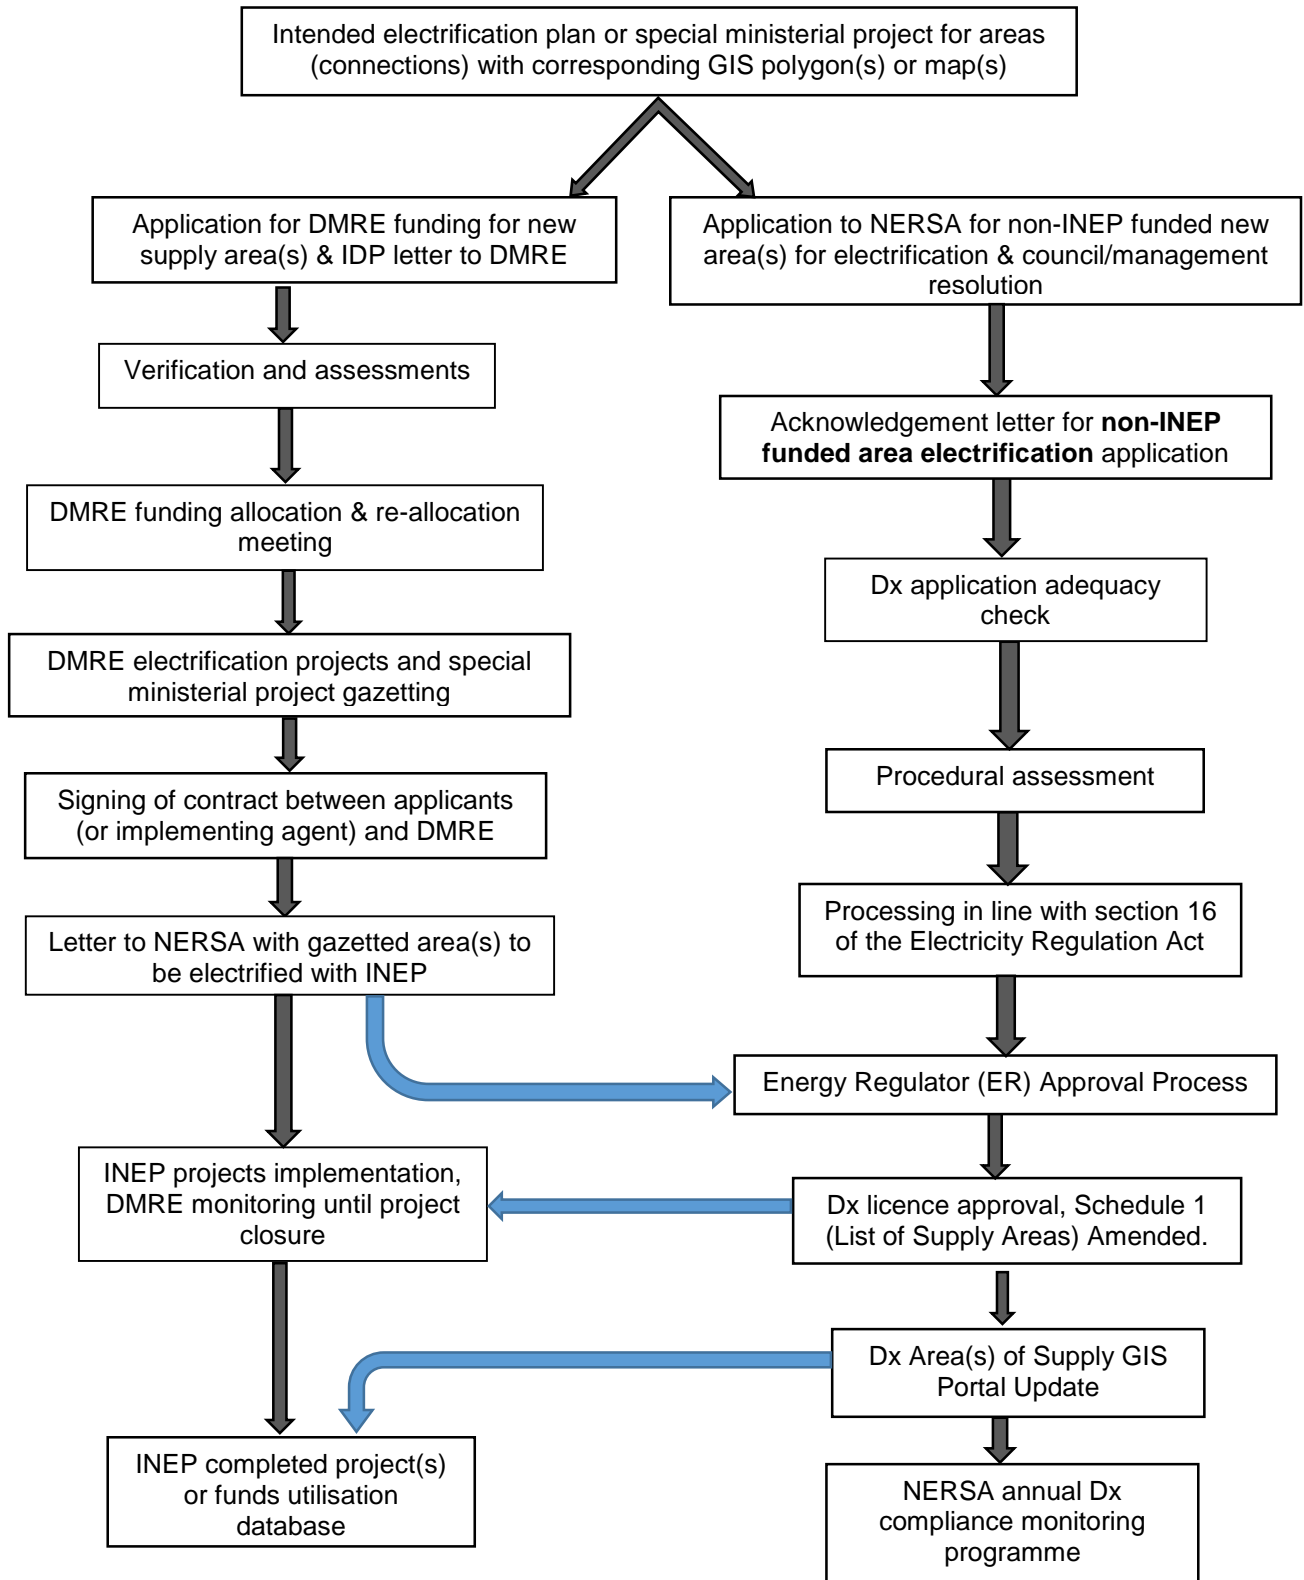 Intended electrification plan or special ministerial project for areas
(connections) with corresponding GIS polygon(s) or map(s)
Application for DMRE funding for new
supply area(s) & IDP letter to DMRE
Application to NERSA for non-INEP funded new
area(s) for electrification & council/management
resolution
Verification and assessments
Acknowledgement letter for non-INEP
funded area electrification application
DMRE funding allocation & re-allocation
meeting
Dx application adequacy
check
DMRE electrification projects and special
ministerial project gazetting
Procedural assessment
Signing of contract between applicants
(or implementing agent) and DMRE
Processing in line with section 16
of the Electricity Regulation Act
Letter to NERSA with gazetted area(s) to
be electrified with INEP
Energy Regulator (ER) Approval Process
INEP projects implementation,
DMRE monitoring until project
closure
Dx licence approval, Schedule 1
(List of Supply Areas) Amended.
Dx Area(s) of Supply GIS
Portal Update
INEP completed project(s)
or funds utilisation
database
NERSA annual Dx
compliance monitoring
programme